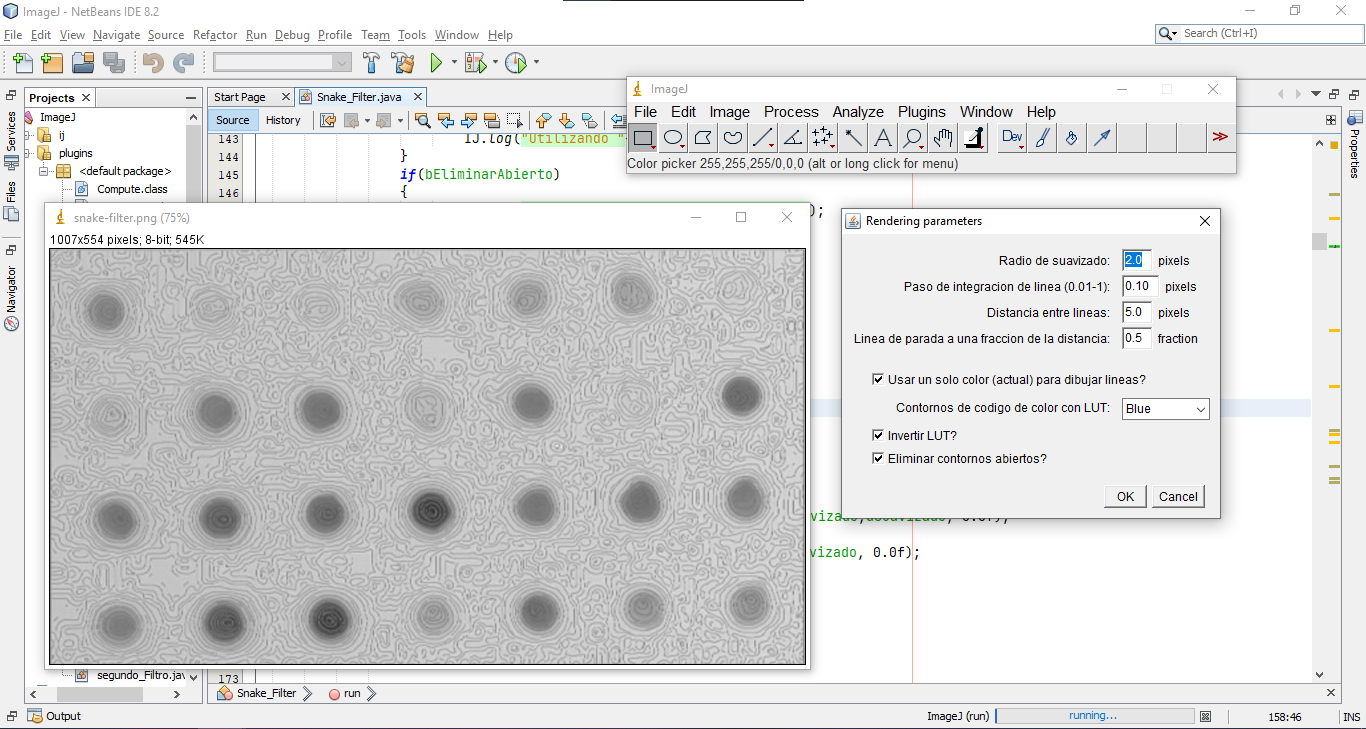 ImageJ - NetBeans IDE 8.2
File Edit View Navigate Source Refactor Run Debug Profile Team Tools Window Help
Search (Ctrl+I)
Projects
Start Page
Snake_Filter.java
Source
History
Services
Files
Navigator
Properties
ImageJ
ij
plugins
<default package>
Compute.class
segundo_Filtro.jav
143 IJ.log("Utilizando "
144 }
145 if(bEliminarAbierto)
146 {
);
vizado, 0.0f);
173
ImageJ
File Edit Image Process Analyze Plugins Window Help
Dev
Color picker 255,255,255/0,0,0 (alt or long click for menu)
snake-filter.png (75%)
1007x554 pixels; 8-bit; 545K
Rendering parameters
Radio de suavizado: 2.0 pixels
Paso de integracion de linea (0.01-1): 0.10 pixels
Distancia entre lineas: 5.0 pixels
Linea de parada a una fraccion de la distancia: 0.5 fraction
Usar un solo color (actual) para dibujar lineas?
Contornos de codigo de color con LUT: Blue
Invertir LUT?
Eliminar contornos abiertos?
OK Cancel
Snake_Filter
run
Output
ImageJ (run)
running...
158:46
INS